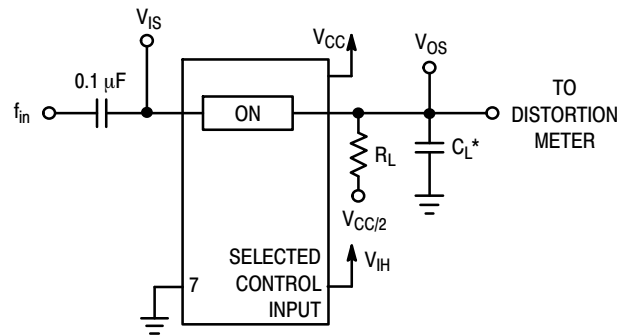 V_IS
0.1 μF
f_in
ON
V_CC
V_OS
TO
DISTORTION
METER
R_L
C_L*
V_CC/2
7
SELECTED
CONTROL
INPUT
V_IH